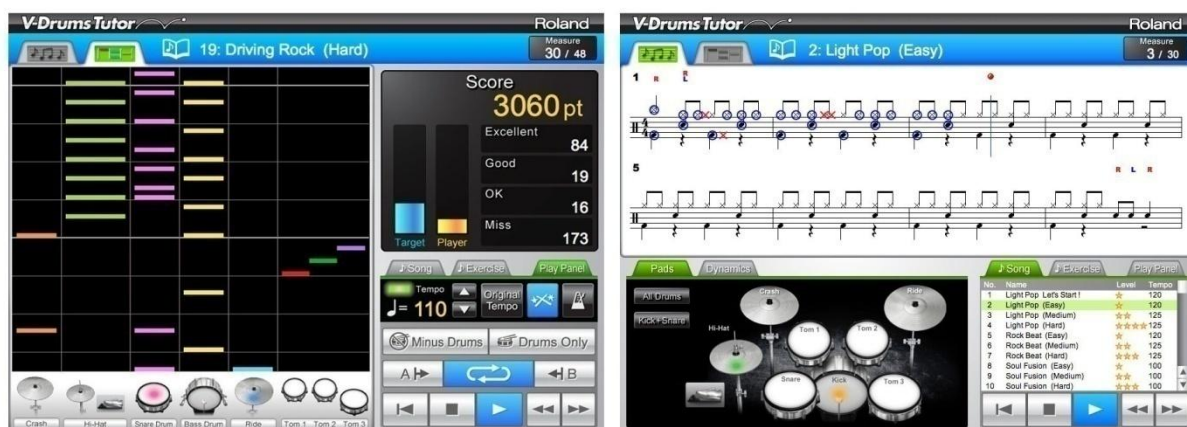 V-Drums Tutor
Roland
19: Driving Rock (Hard)
Measure
30 / 48
Score
3060 pt
Excellent
84
Good
19
OK
16
Miss
173
Target
Player
Song
Exercise
Play Panel
Tempo
= 110
Original
Tempo
Minus Drums
Drums Only
A
B
Crash
Hi-Hat
Snare Drum
Bass Drum
Ride
Tom 1
Tom 2
Tom 3
V-Drums Tutor
Roland
2: Light Pop (Easy)
Measure
3 / 30
1
R
R
L
4
4
5
R L R
Pads
Dynamics
All Drums
Kick+Snare
Crash
Ride
Hi-Hat
Tom 1
Tom 2
Snare
Kick
Tom 3
Song
Exercise
Play Panel
No. Name Level Tempo
1 Light Pop Let's Start ! 120
2 Light Pop (Easy) 120
3 Light Pop (Medium) 125
4 Light Pop (Hard) 125
5 Rock Beat (Easy) 120
6 Rock Beat (Medium) 125
7 Rock Beat (Hard) 125
8 Soul Fusion (Easy) 100
9 Soul Fusion (Medium) 100
10 Soul Fusion (Hard) 100